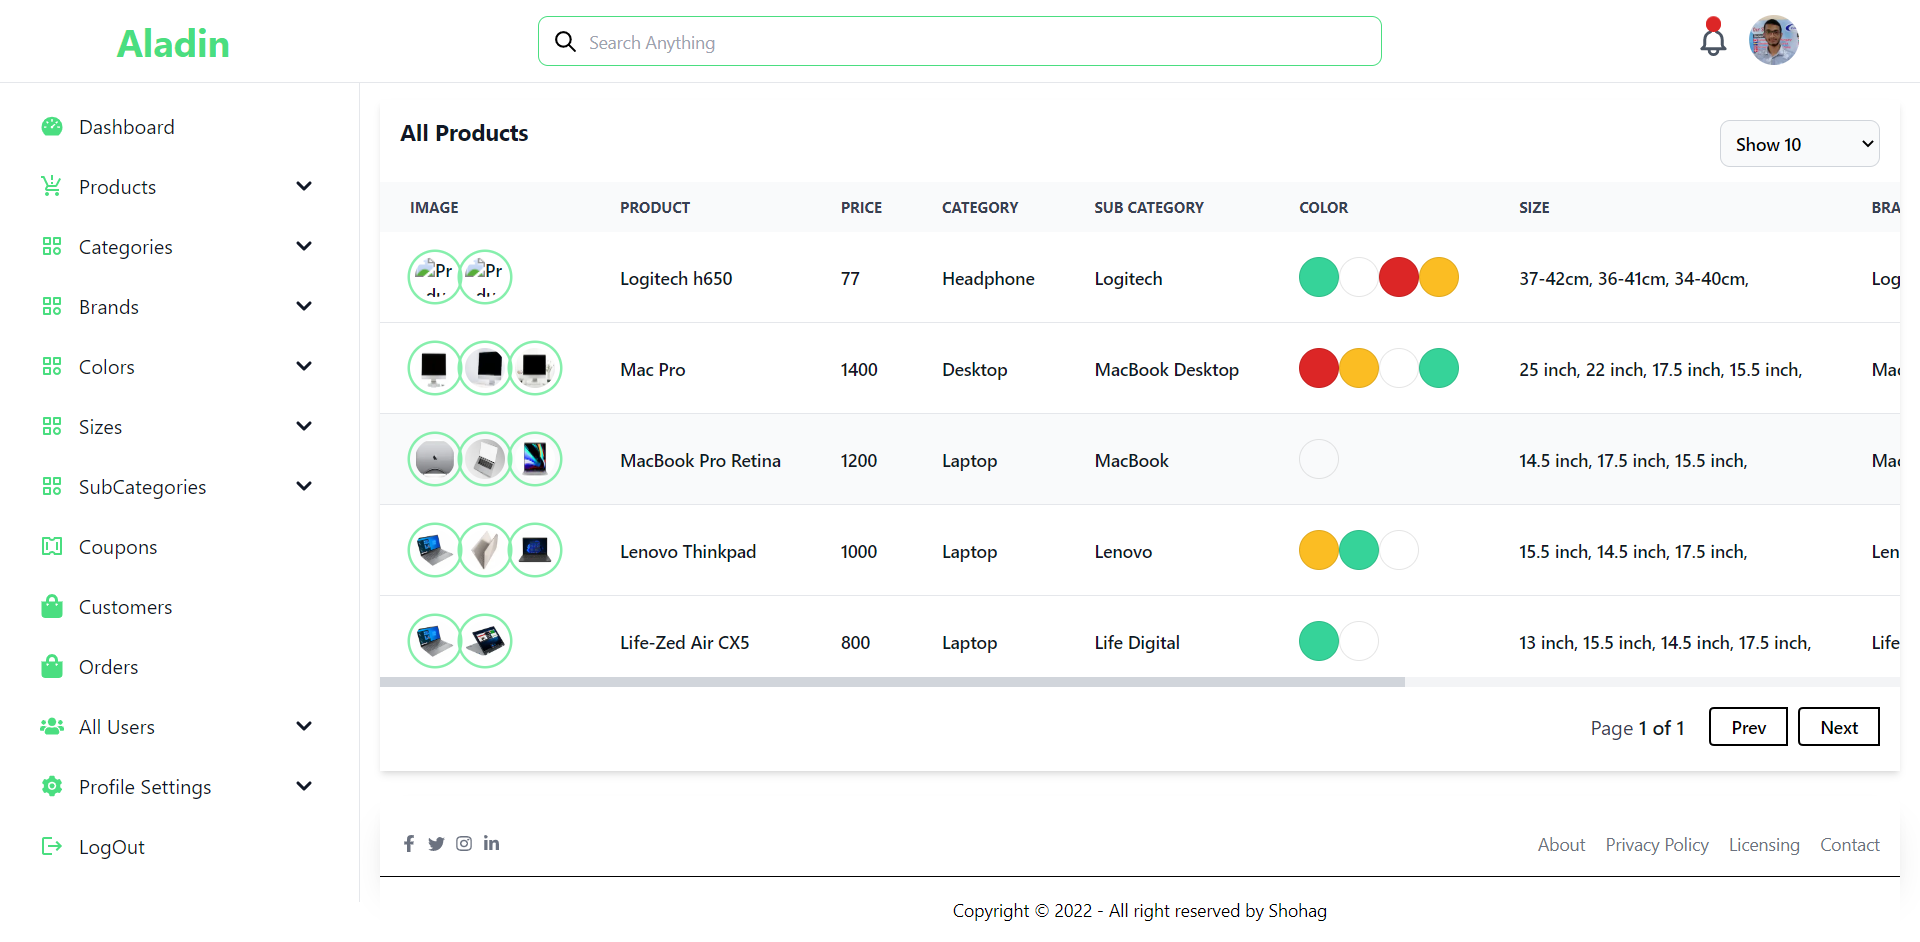 Aladin
Search Anything
Dashboard
Products
Categories
Brands
Colors
Sizes
SubCategories
Coupons
Customers
Orders
All Users
Profile Settings
LogOut
All Products
Show 10
IMAGE PRODUCT PRICE CATEGORY SUB CATEGORY COLOR SIZE BRA
Pr du Pr du Logitech h650 77 Headphone Logitech 37-42cm, 36-41cm, 34-40cm, Log
Mac Pro 1400 Desktop MacBook Desktop 25 inch, 22 inch, 17.5 inch, 15.5 inch, Mac
MacBook Pro Retina 1200 Laptop MacBook 14.5 inch, 17.5 inch, 15.5 inch, Mac
Lenovo Thinkpad 1000 Laptop Lenovo 15.5 inch, 14.5 inch, 17.5 inch, Len
Life-Zed Air CX5 800 Laptop Life Digital 13 inch, 15.5 inch, 14.5 inch, 17.5 inch, Life
Page 1 of 1 Prev Next
About Privacy Policy Licensing Contact
Copyright © 2022 - All right reserved by Shohag